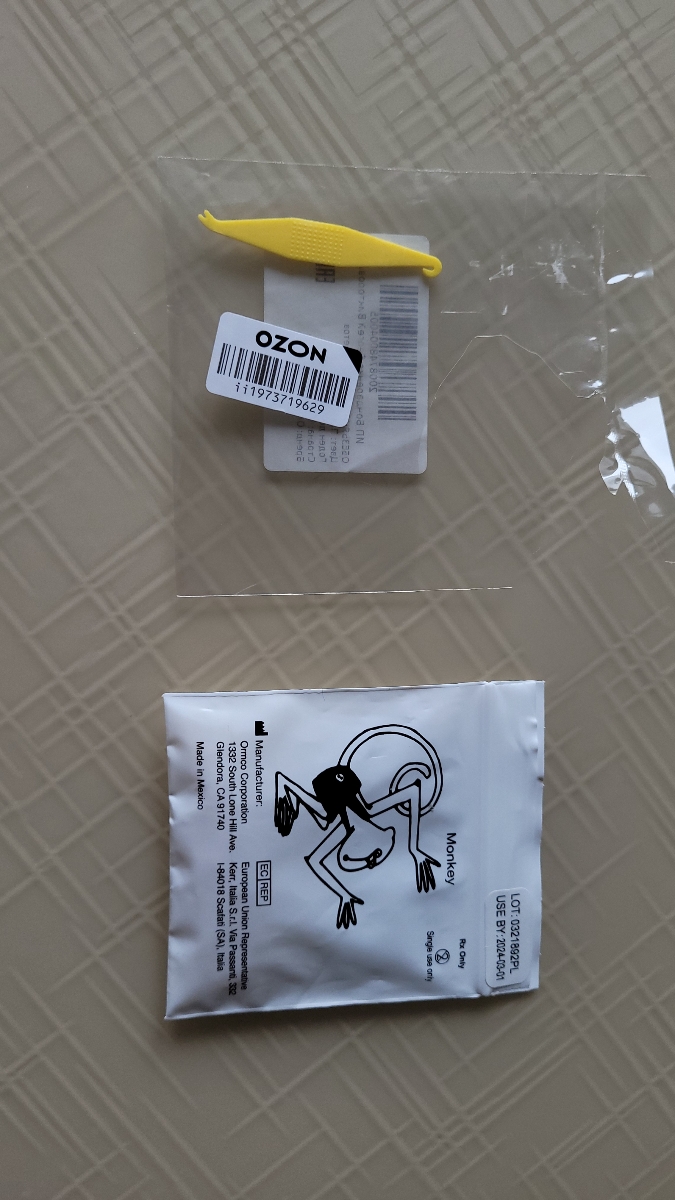 OZON
ii1973719629
LOT: 0321892PL
USE BY: 2024-03-01
Monkey
Rx Only
2
Single use only
Manufacturer:
Ormco Corporation
1332 South Lone Hill Ave.
Glendora, CA 91740
Made in Mexico
EC REP
European Union Representative
Kerr, Italia S.r.l. Via Passanti, 332
I-84018 Scafati (SA), Italia